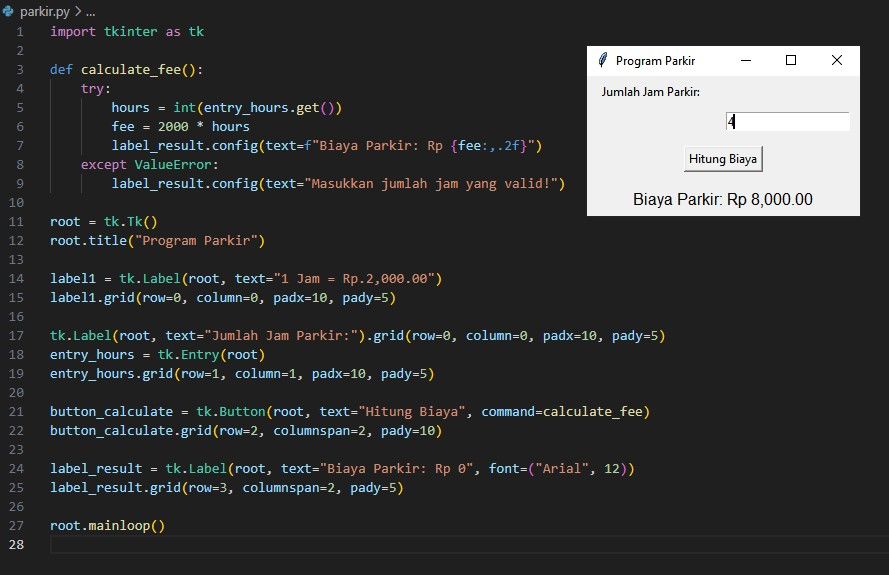 parkir.py > ...
1 import tkinter as tk
2
3 def calculate_fee():
4     try:
5         hours = int(entry_hours.get())
6         fee = 2000 * hours
7         label_result.config(text=f"Biaya Parkir: Rp {fee:,.2f}")
8     except ValueError:
9         label_result.config(text="Masukkan jumlah jam yang valid!")
10
11 root = tk.Tk()
12 root.title("Program Parkir")
13
14 label1 = tk.Label(root, text="1 Jam = Rp.2,000.00")
15 label1.grid(row=0, column=0, padx=10, pady=5)
16
17 tk.Label(root, text="Jumlah Jam Parkir:").grid(row=0, column=0, padx=10, pady=5)
18 entry_hours = tk.Entry(root)
19 entry_hours.grid(row=1, column=1, padx=10, pady=5)
20
21 button_calculate = tk.Button(root, text="Hitung Biaya", command=calculate_fee)
22 button_calculate.grid(row=2, columnspan=2, pady=10)
23
24 label_result = tk.Label(root, text="Biaya Parkir: Rp 0", font=("Arial", 12))
25 label_result.grid(row=3, columnspan=2, pady=5)
26
27 root.mainloop()
28
Program Parkir
Jumlah Jam Parkir:
4
Hitung Biaya
Biaya Parkir: Rp 8,000.00